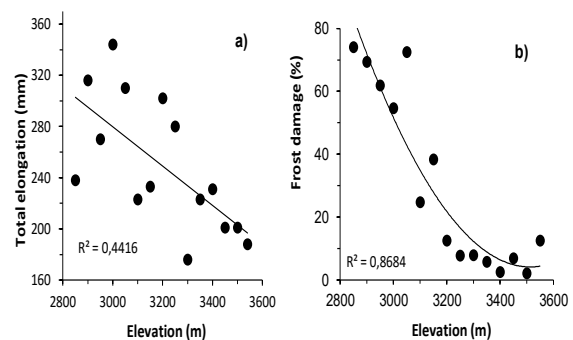 a)
Total elongation (mm)
360
320
280
240
200
160
R² = 0,4416
2800 3000 3200 3400 3600
Elevation (m)
b)
Frost damage (%)
80
60
40
20
0
R² = 0,8684
2800 3000 3200 3400 3600
Elevation (m)